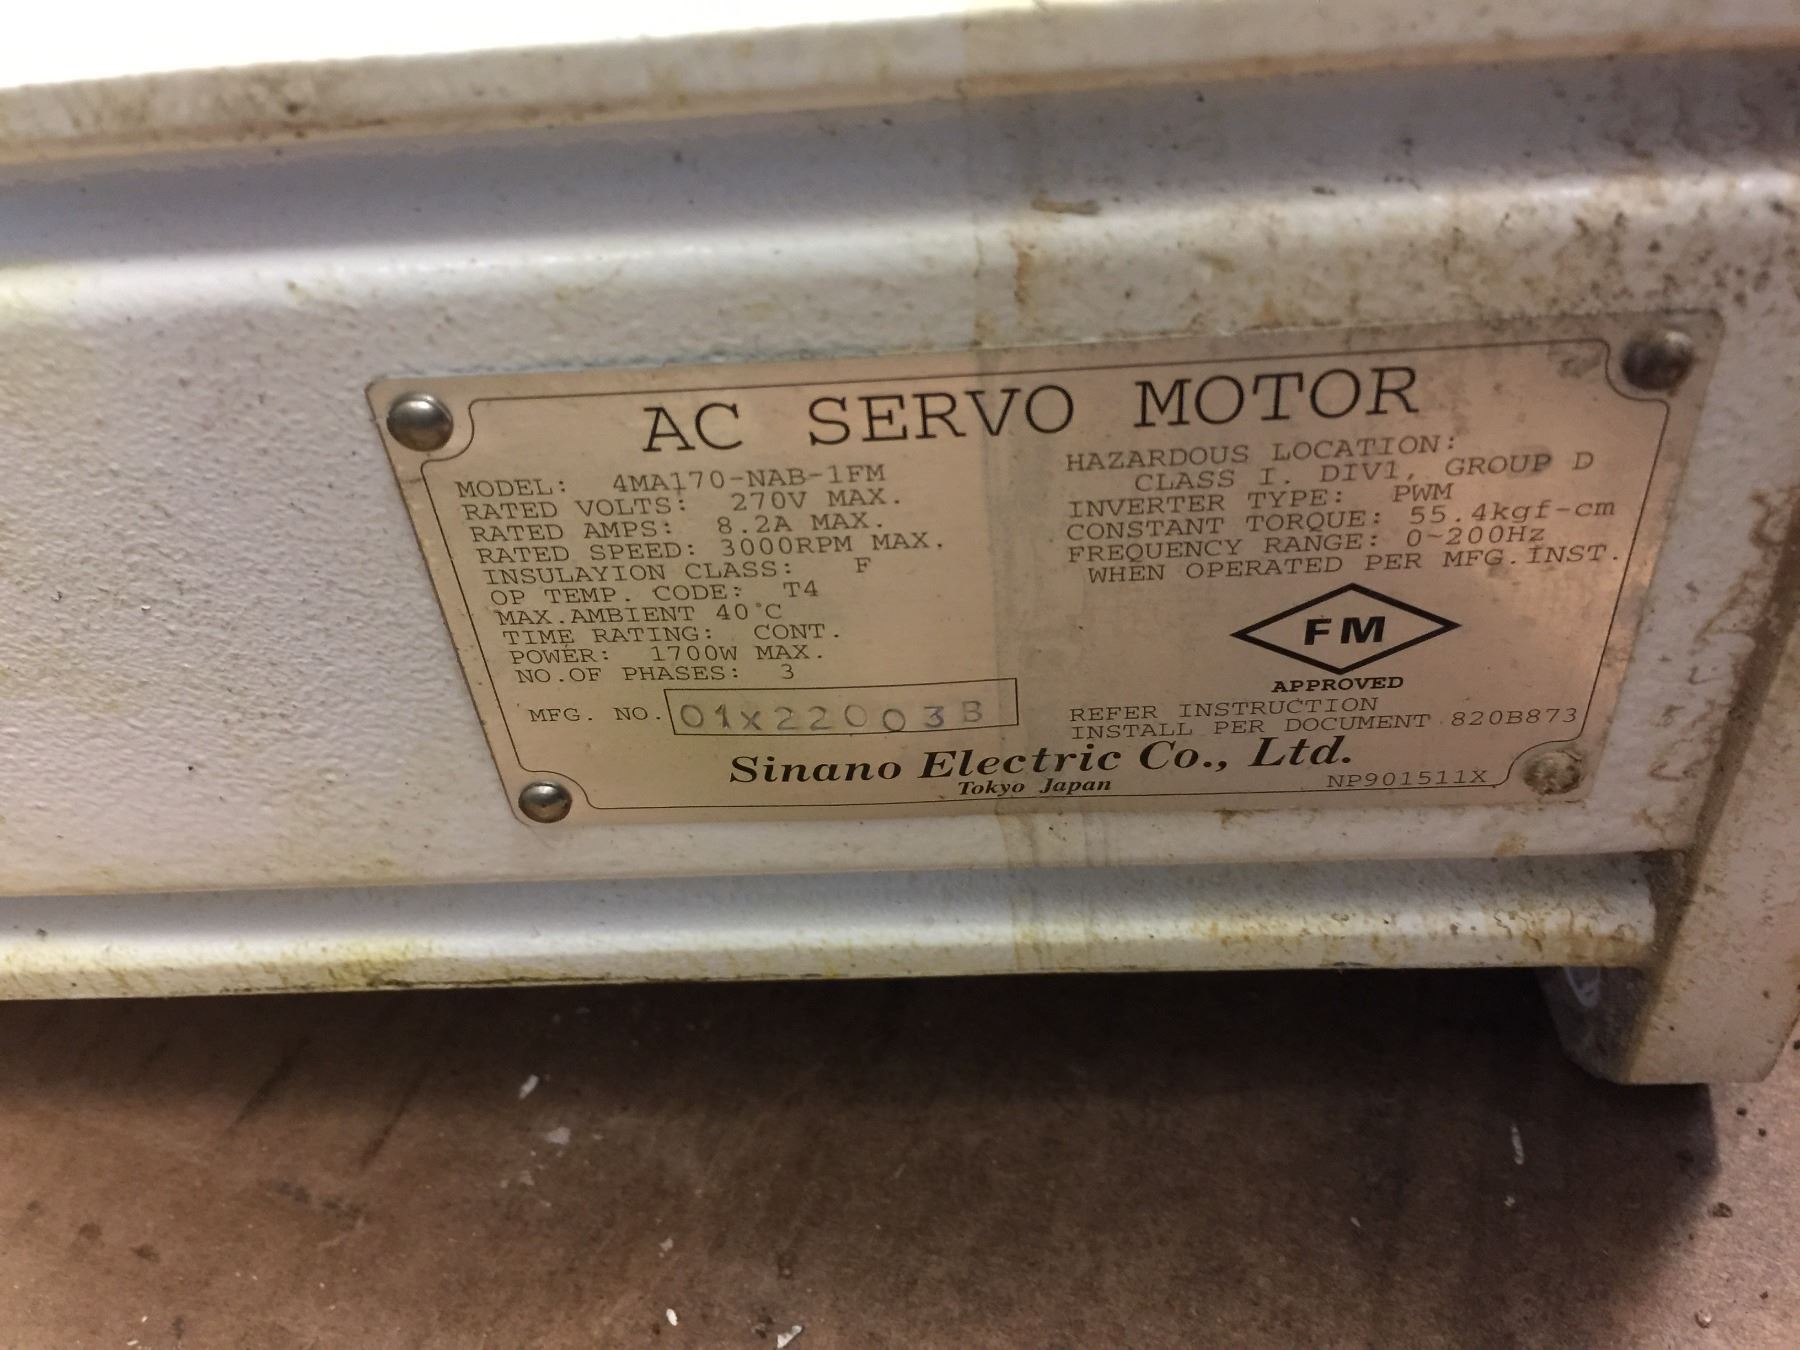 AC SERVO MOTOR
MODEL: 4MA170-NAB-1FM
RATED VOLTS: 270V MAX.
RATED AMPS: 8.2A MAX.
RATED SPEED: 3000RPM MAX.
INSULAYION CLASS: F
OP TEMP. CODE: T4
MAX.AMBIENT 40°C
TIME RATING: CONT.
POWER: 1700W MAX.
NO.OF PHASES: 3
MFG. NO. 01X22003B
HAZARDOUS LOCATION:
CLASS I. DIV1, GROUP D
INVERTER TYPE: PWM
CONSTANT TORQUE: 55.4kgf-cm
FREQUENCY RANGE: 0~200Hz
WHEN OPERATED PER MFG.INST.
FM
APPROVED
REFER INSTRUCTION
INSTALL PER DOCUMENT 820B873
Sinano Electric Co., Ltd.
Tokyo Japan
NP901511X